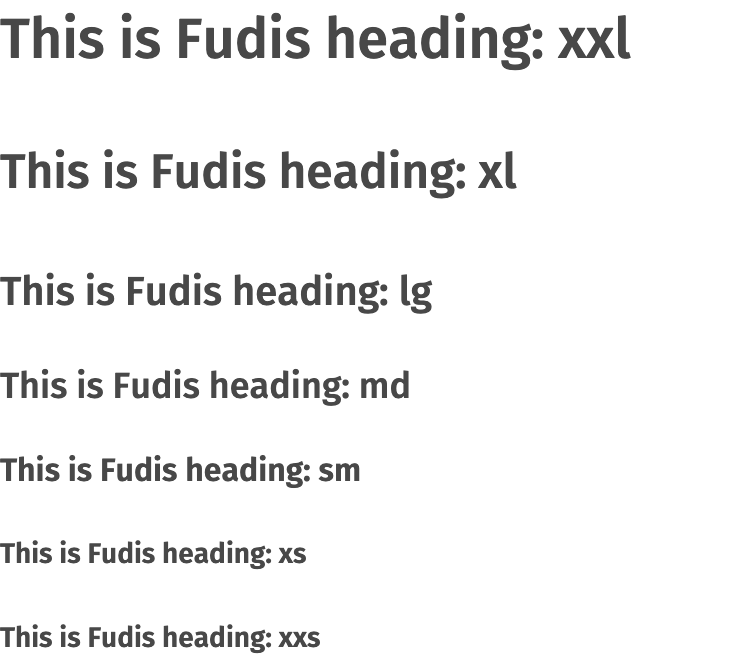 This is Fudis heading: xxl
This is Fudis heading: xl
This is Fudis heading: lg
This is Fudis heading: md
This is Fudis heading: sm
This is Fudis heading: xs
This is Fudis heading: xxs